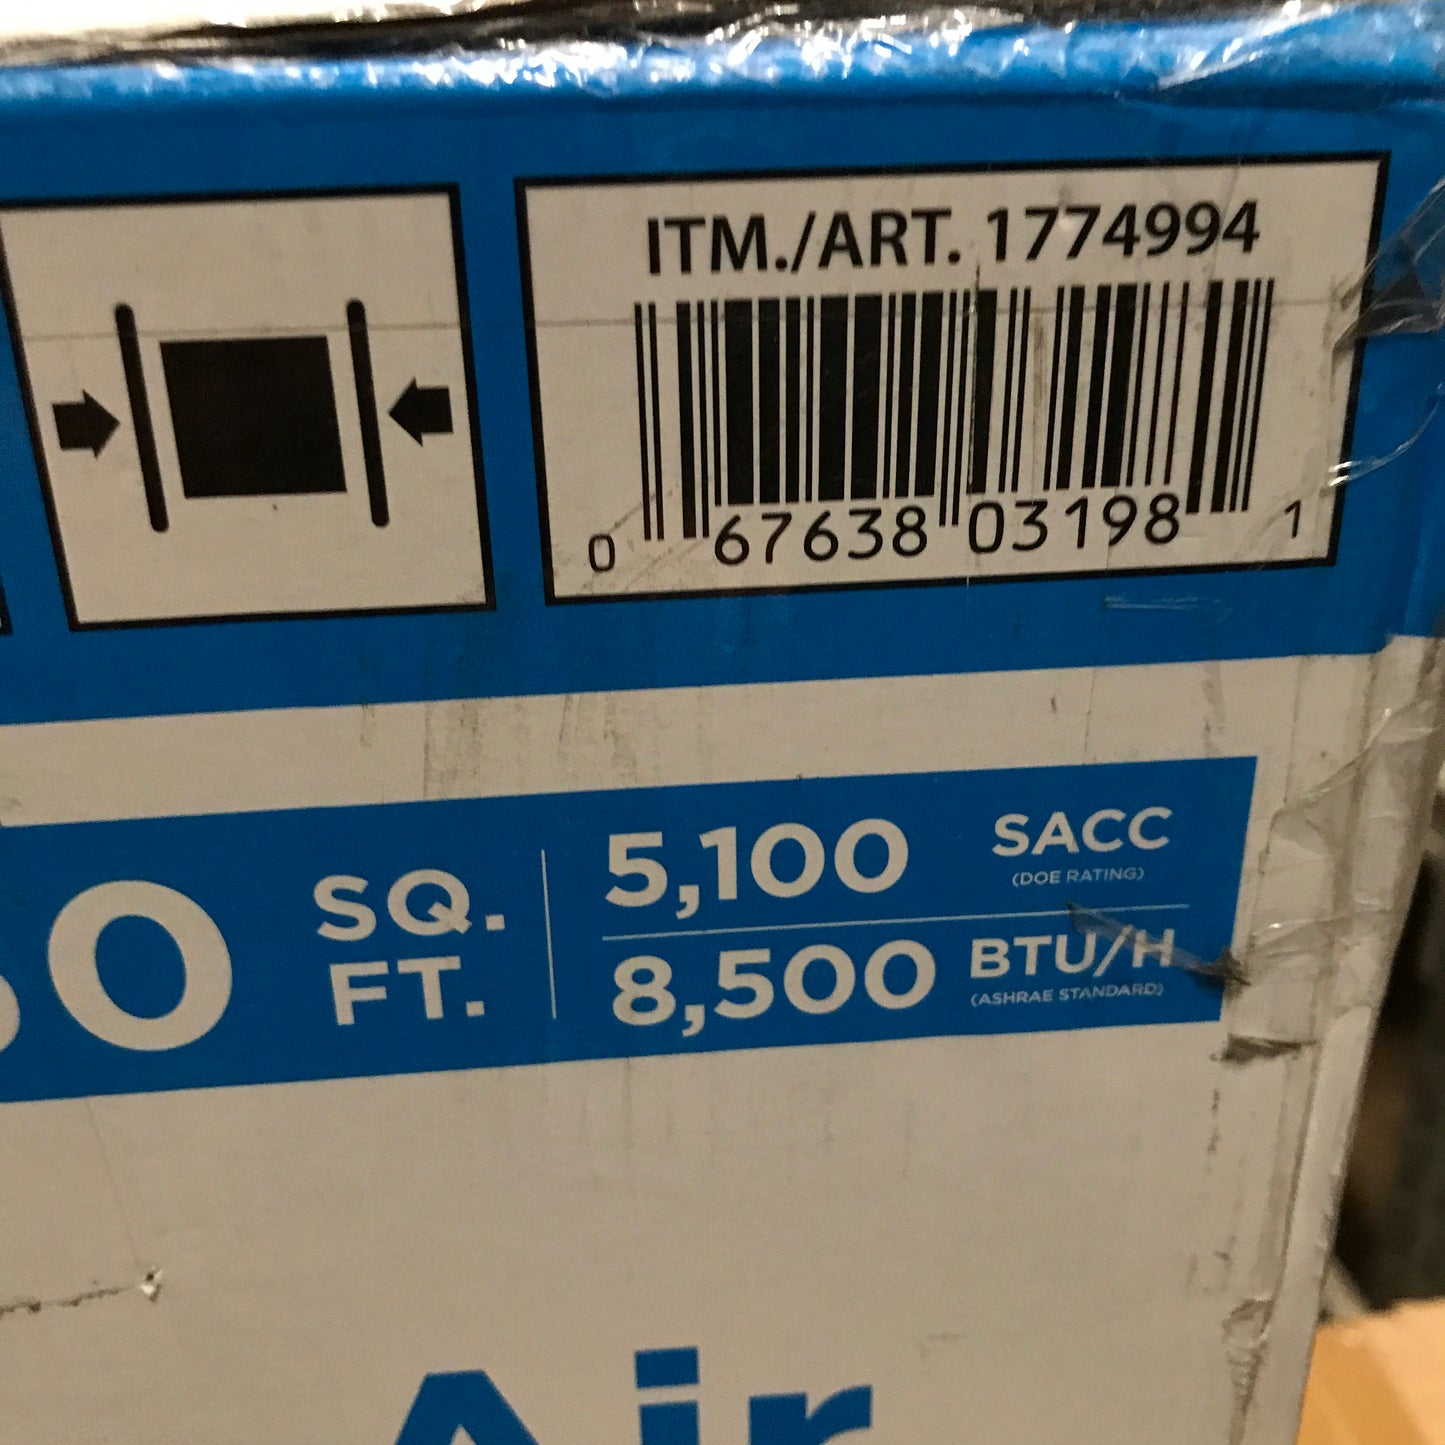 ITM./ART. 1774994
0 67638 03198 1
SQ.
FT.
5,100 SACC
(DOE RATING)
8,500 BTU/H
(ASHRAE STANDARD)
Air